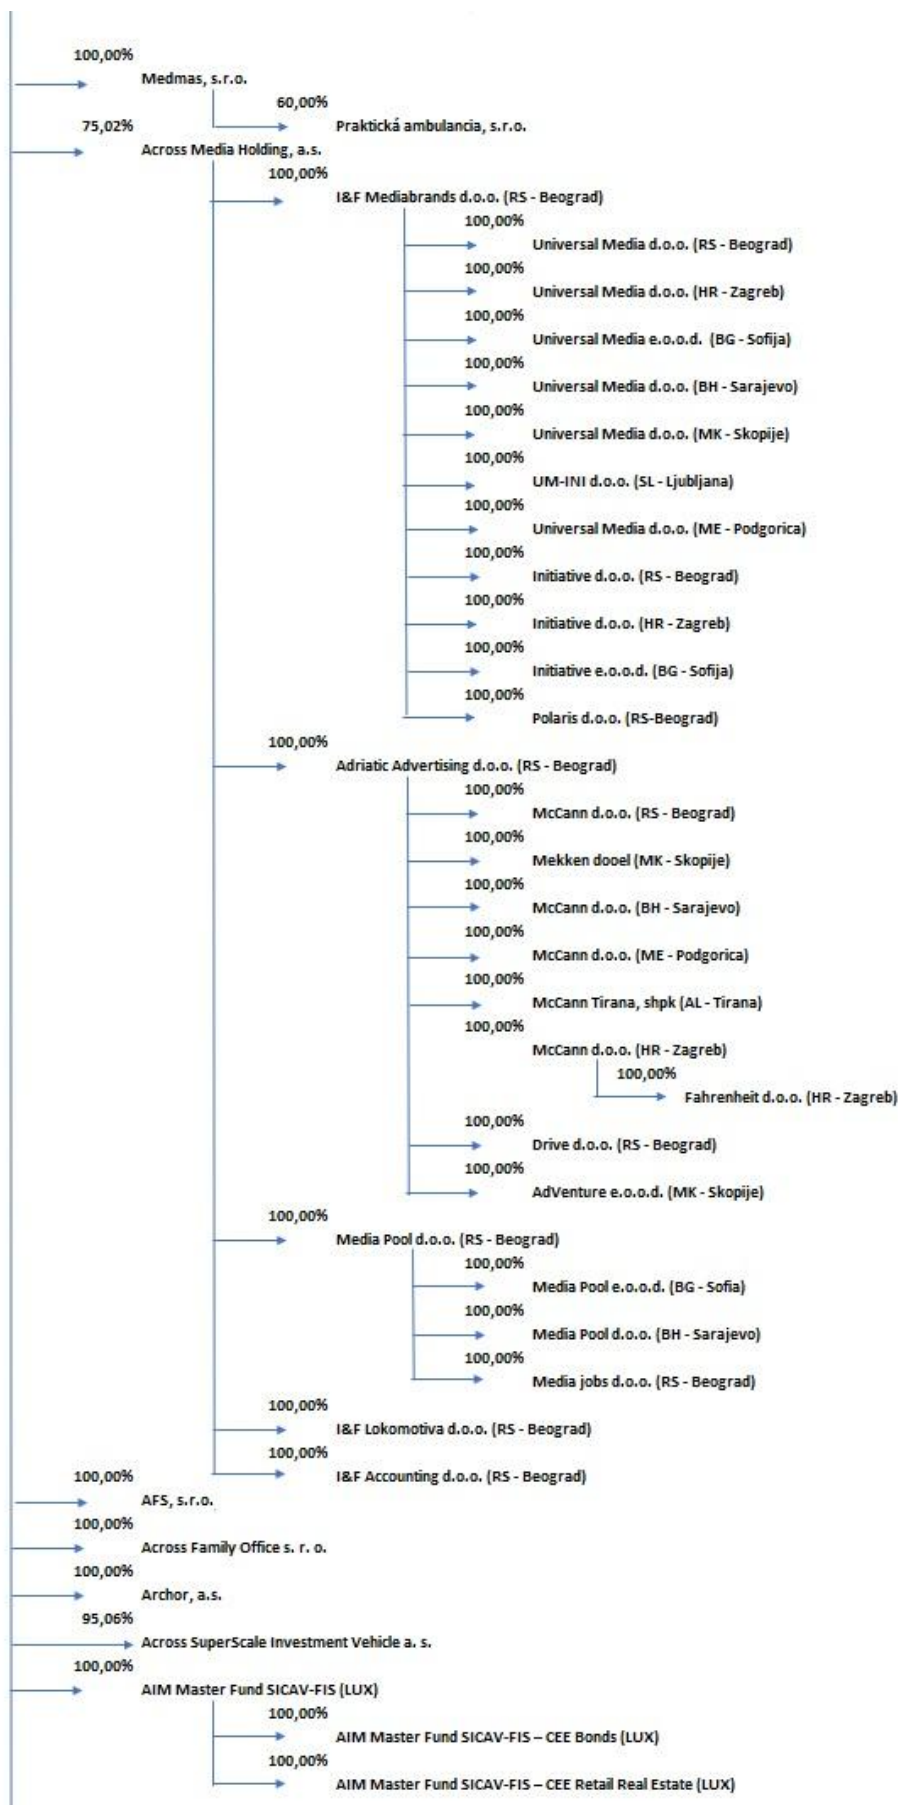 100,00%
Medmas, s.r.o.
60,00%
Praktická ambulancia, s.r.o.
75,02%
Across Media Holding, a.s.
100,00%
I&F Mediabrands d.o.o. (RS - Beograd)
100,00%
Universal Media d.o.o. (RS - Beograd)
100,00%
Universal Media d.o.o. (HR - Zagreb)
100,00%
Universal Media e.o.o.d. (BG - Sofija)
100,00%
Universal Media d.o.o. (BH - Sarajevo)
100,00%
Universal Media d.o.o. (MK - Skopije)
100,00%
UM-INI d.o.o. (SL - Ljubljana)
100,00%
Universal Media d.o.o. (ME - Podgorica)
100,00%
Initiative d.o.o. (RS - Beograd)
100,00%
Initiative d.o.o. (HR - Zagreb)
100,00%
Initiative e.o.o.d. (BG - Sofija)
100,00%
Polaris d.o.o. (RS-Beograd)
100,00%
Adriatic Advertising d.o.o. (RS - Beograd)
100,00%
McCann d.o.o. (RS - Beograd)
100,00%
Mekken dooel (MK - Skopije)
100,00%
McCann d.o.o. (BH - Sarajevo)
100,00%
McCann d.o.o. (ME - Podgorica)
100,00%
McCann Tirana, shpk (AL - Tirana)
100,00%
McCann d.o.o. (HR - Zagreb)
100,00%
Fahrenheit d.o.o. (HR - Zagreb)
100,00%
Drive d.o.o. (RS - Beograd)
100,00%
AdVenture e.o.o.d. (MK - Skopije)
100,00%
Media Pool d.o.o. (RS - Beograd)
100,00%
Media Pool e.o.o.d. (BG - Sofia)
100,00%
Media Pool d.o.o. (BH - Sarajevo)
100,00%
Media jobs d.o.o. (RS - Beograd)
100,00%
I&F Lokomotiva d.o.o. (RS - Beograd)
100,00%
I&F Accounting d.o.o. (RS - Beograd)
100,00%
AFS, s.r.o.
100,00%
Across Family Office s. r. o.
100,00%
Archor, a.s.
95,06%
Across SuperScale Investment Vehicle a. s.
100,00%
AIM Master Fund SICAV-FIS (LUX)
100,00%
AIM Master Fund SICAV-FIS – CEE Bonds (LUX)
100,00%
AIM Master Fund SICAV-FIS – CEE Retail Real Estate (LUX)